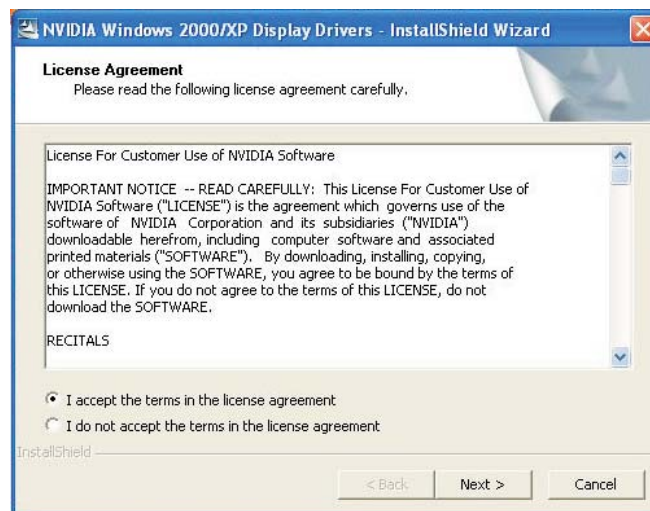 NVIDIA Windows 2000/XP Display Drivers - InstallShield Wizard
License Agreement
Please read the following license agreement carefully.
License For Customer Use of NVIDIA Software
IMPORTANT NOTICE -- READ CAREFULLY: This License For Customer Use of
NVIDIA Software ("LICENSE") is the agreement which governs use of the
software of NVIDIA Corporation and its subsidiaries ("NVIDIA")
downloadable herefrom, including computer software and associated
printed materials ("SOFTWARE"). By downloading, installing, copying,
or otherwise using the SOFTWARE, you agree to be bound by the terms of
this LICENSE. If you do not agree to the terms of this LICENSE, do not
download the SOFTWARE.
RECITALS
I accept the terms in the license agreement
I do not accept the terms in the license agreement
InstallShield
< Back Next > Cancel